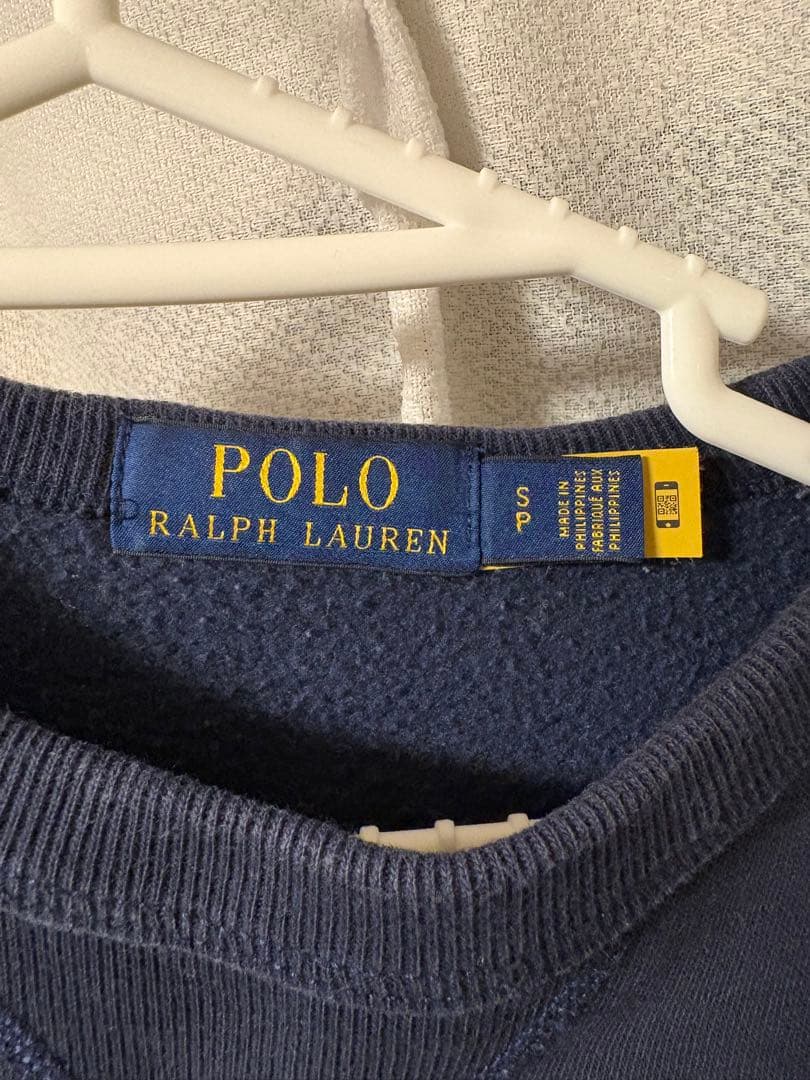 POLO
RALPH LAUREN
S
P
MADE IN
PHILIPPINES
FABRIQUÉ AUX
PHILIPPINES